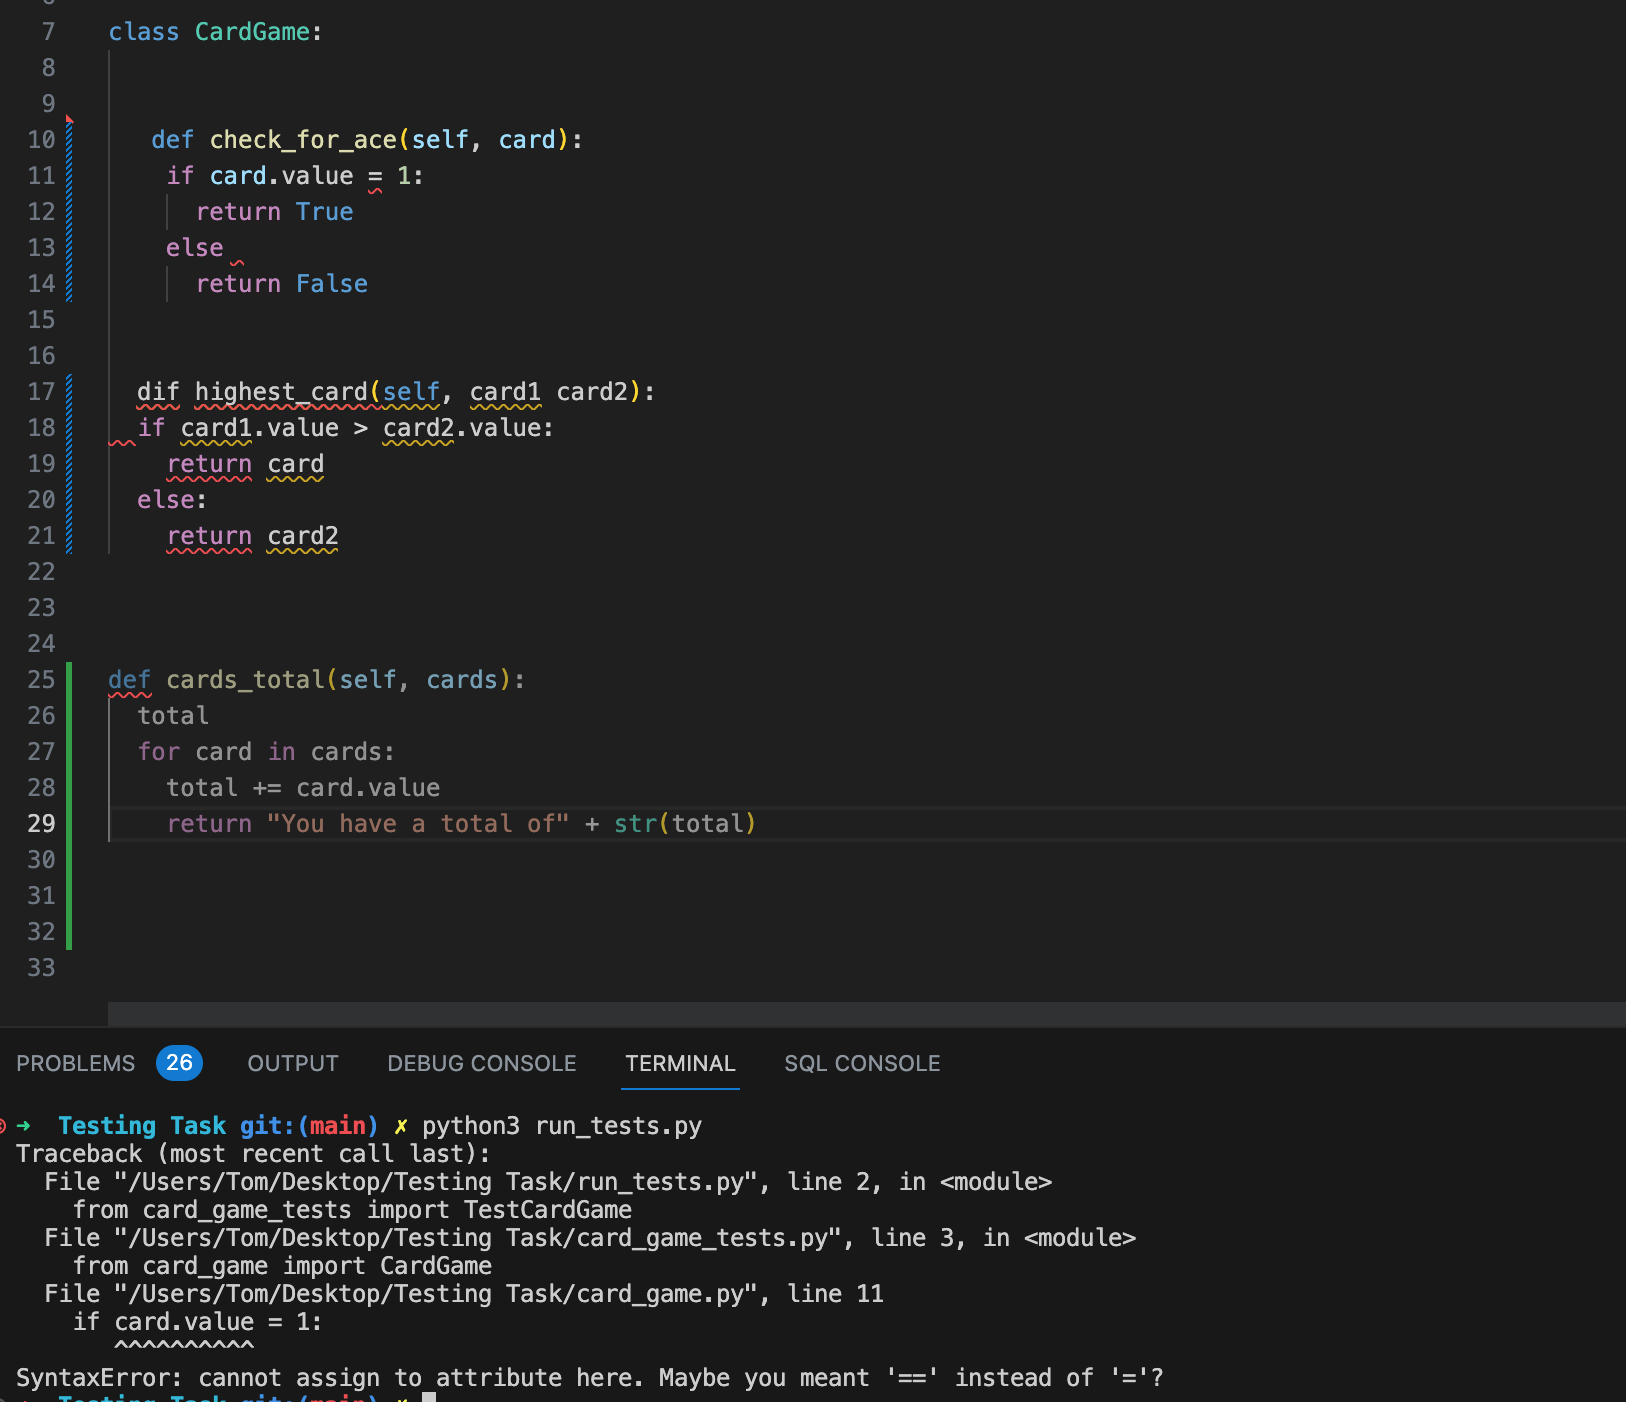 7 class CardGame:
8
9
10 def check_for_ace(self, card):
11 if card.value = 1:
12 return True
13 else
14 return False
15
16
17 dif highest_card(self, card1 card2):
18 if card1.value > card2.value:
19 return card
20 else:
21 return card2
22
23
24
25 def cards_total(self, cards):
26 total
27 for card in cards:
28 total += card.value
29 return "You have a total of" + str(total)
30
31
32
33
PROBLEMS 26 OUTPUT DEBUG CONSOLE TERMINAL SQL CONSOLE
➜ Testing Task git:(main) ✗ python3 run_tests.py
Traceback (most recent call last):
File "/Users/Tom/Desktop/Testing Task/run_tests.py", line 2, in <module>
from card_game_tests import TestCardGame
File "/Users/Tom/Desktop/Testing Task/card_game_tests.py", line 3, in <module>
from card_game import CardGame
File "/Users/Tom/Desktop/Testing Task/card_game.py", line 11
if card.value = 1:
^^^^^^^^^^
SyntaxError: cannot assign to attribute here. Maybe you meant '==' instead of '='?
Testing Task git:(main) ✗